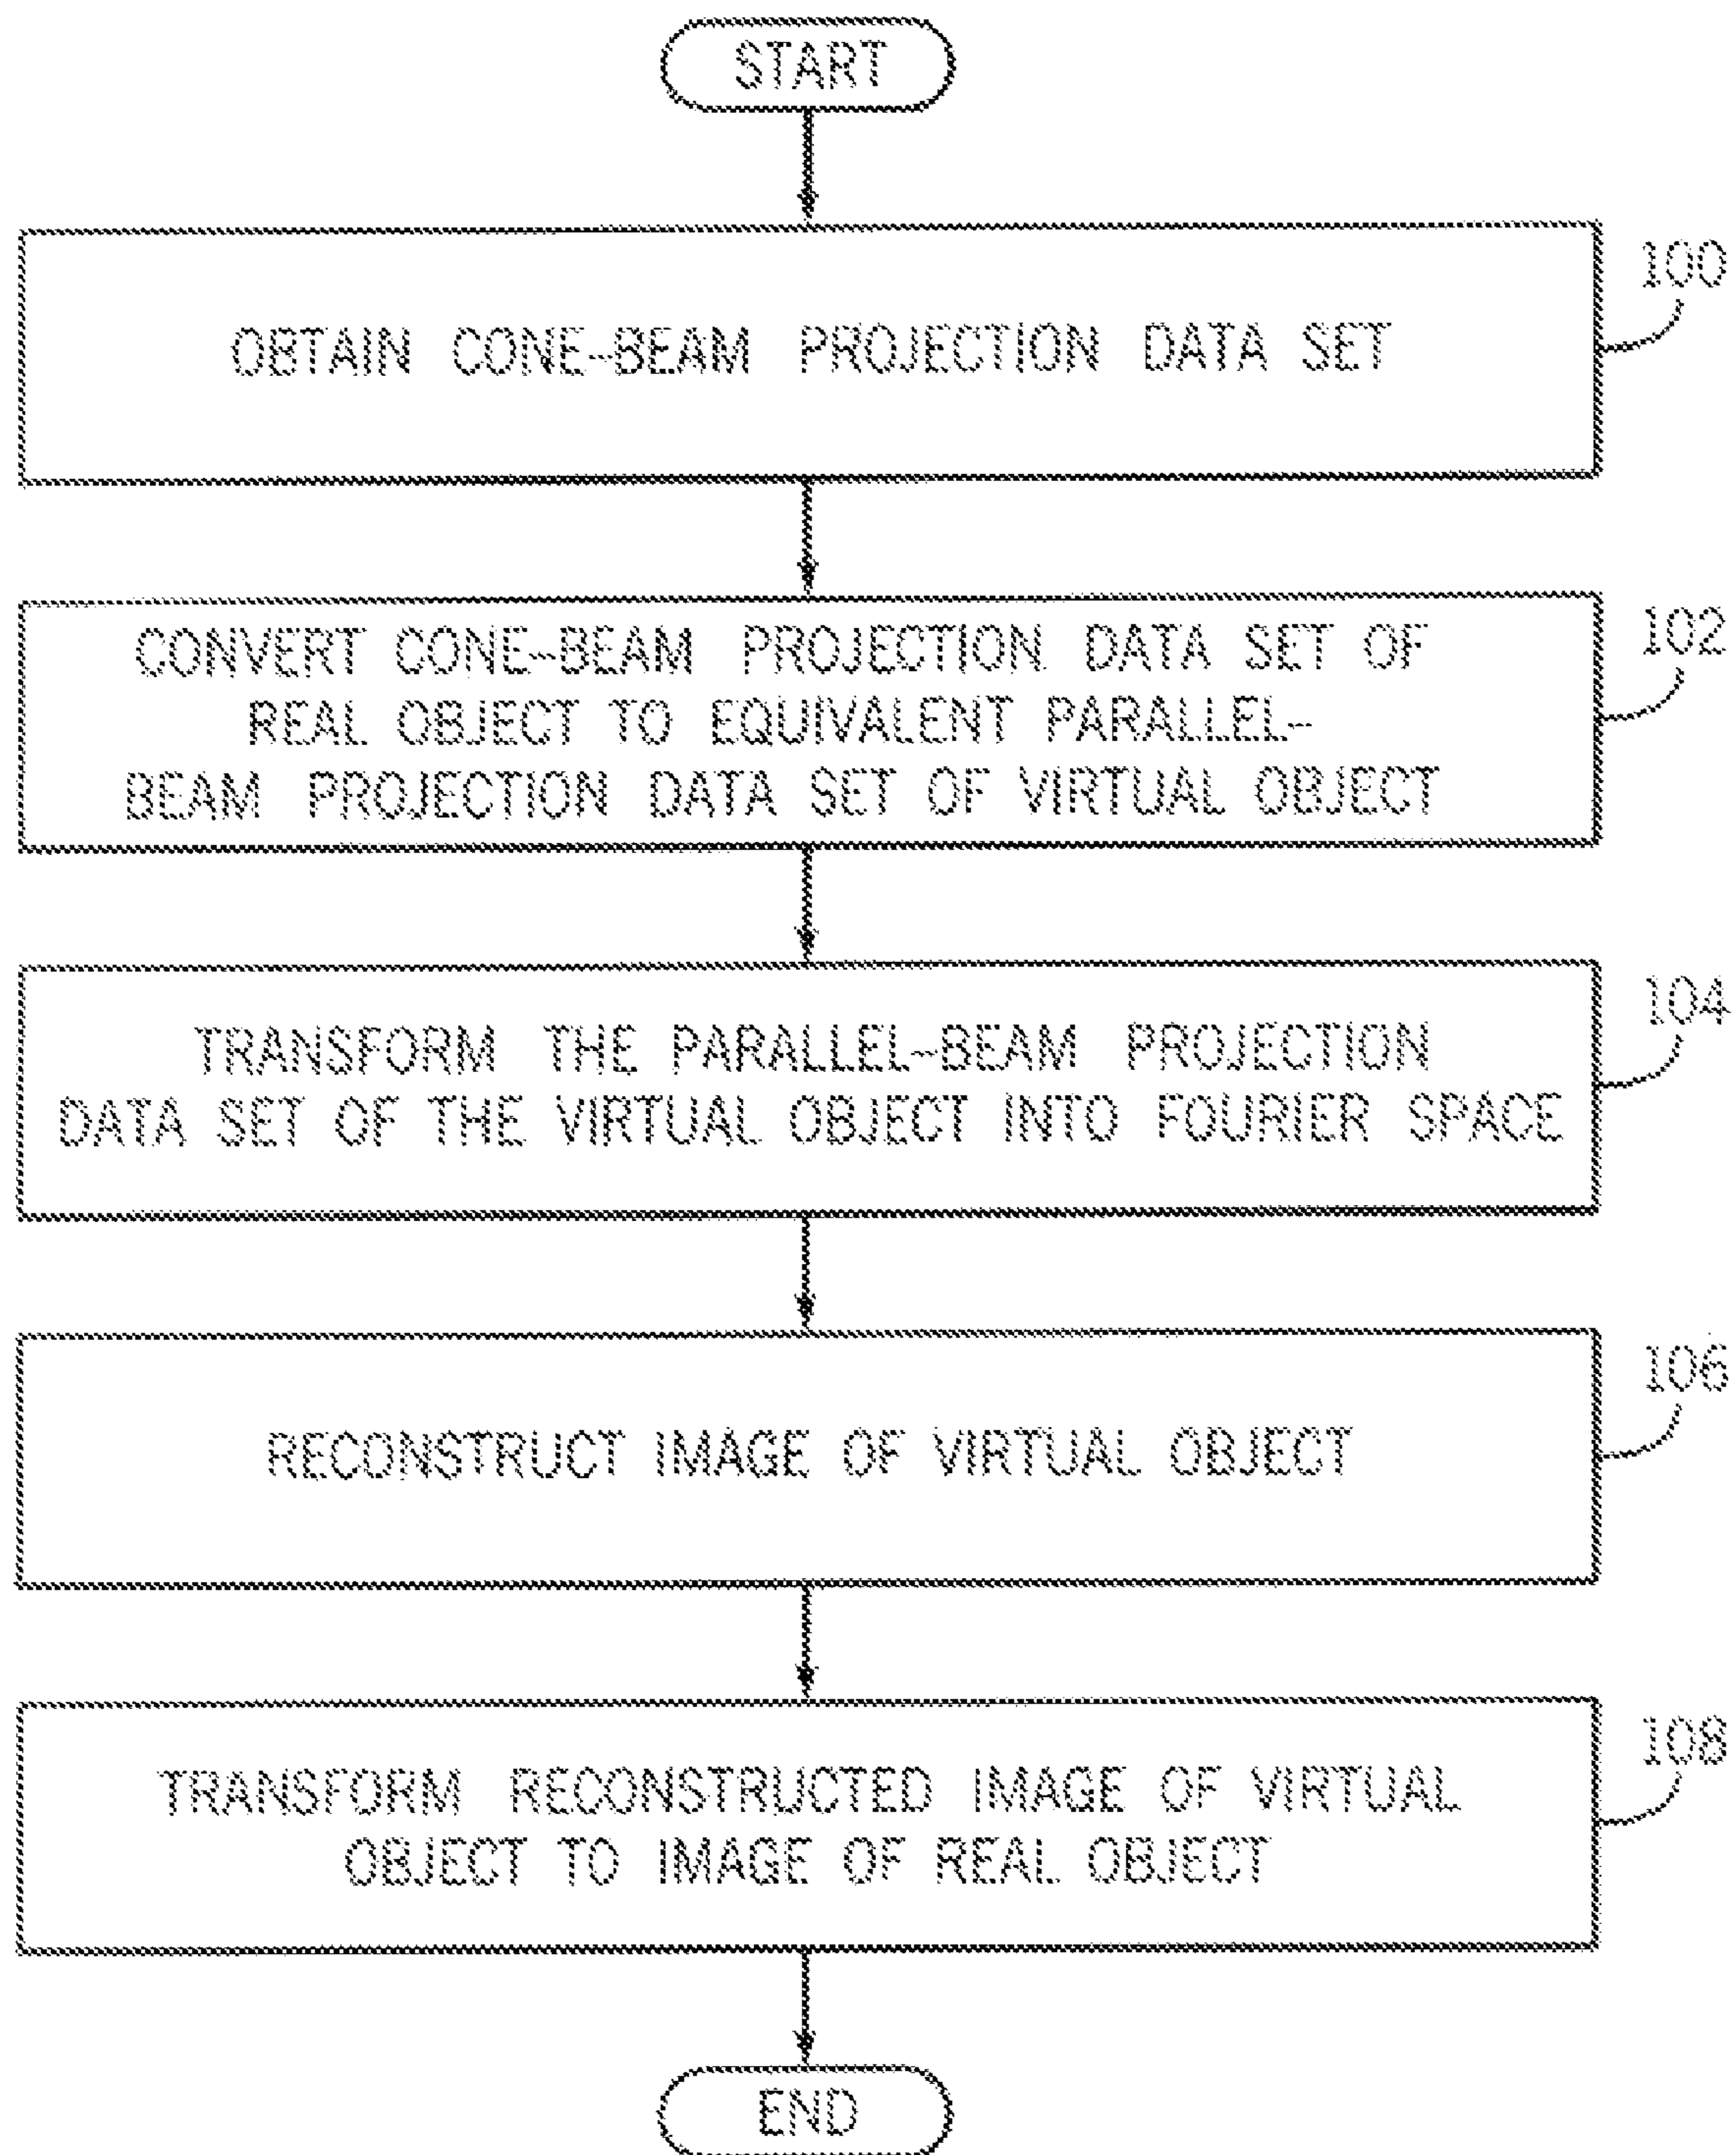 START
100
OBTAIN CONE-BEAM PROJECTION DATA SET
102
CONVERT CONE-BEAM PROJECTION DATA SET OF
REAL OBJECT TO EQUIVALENT PARALLEL-
BEAM PROJECTION DATA SET OF VIRTUAL OBJECT
104
TRANSFORM THE PARALLEL-BEAM PROJECTION
DATA SET OF THE VIRTUAL OBJECT INTO FOURIER SPACE
106
RECONSTRUCT IMAGE OF VIRTUAL OBJECT
108
TRANSFORM RECONSTRUCTED IMAGE OF VIRTUAL
OBJECT TO IMAGE OF REAL OBJECT
END